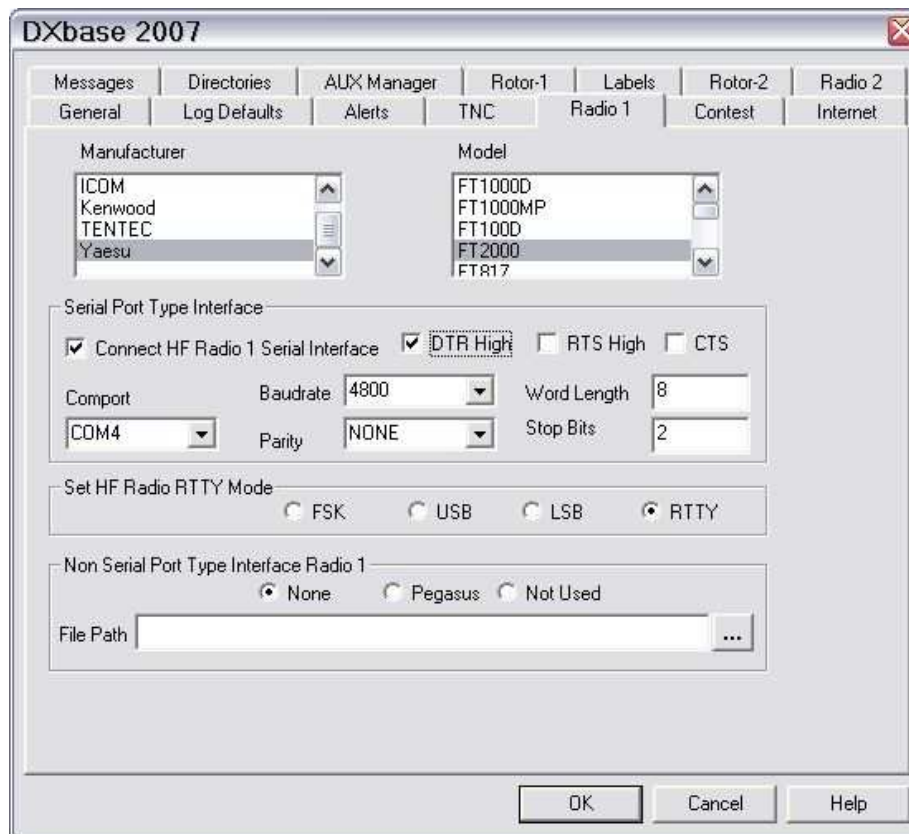 DXbase 2007
Messages Directories AUX Manager Rotor-1 Labels Rotor-2 Radio 2
General Log Defaults Alerts TNC Radio 1 Contest Internet
Manufacturer Model
ICOM
Kenwood
TENTEC
Yaesu
FT1000D
FT1000MP
FT100D
FT2000
FT817
Serial Port Type Interface
Connect HF Radio 1 Serial Interface DTR High RTS High CTS
Comport Baudrate 4800 Word Length 8
COM4 Parity NONE Stop Bits 2
Set HF Radio RTTY Mode
FSK USB LSB RTTY
Non Serial Port Type Interface Radio 1
None Pegasus Not Used
File Path ...
OK Cancel Help